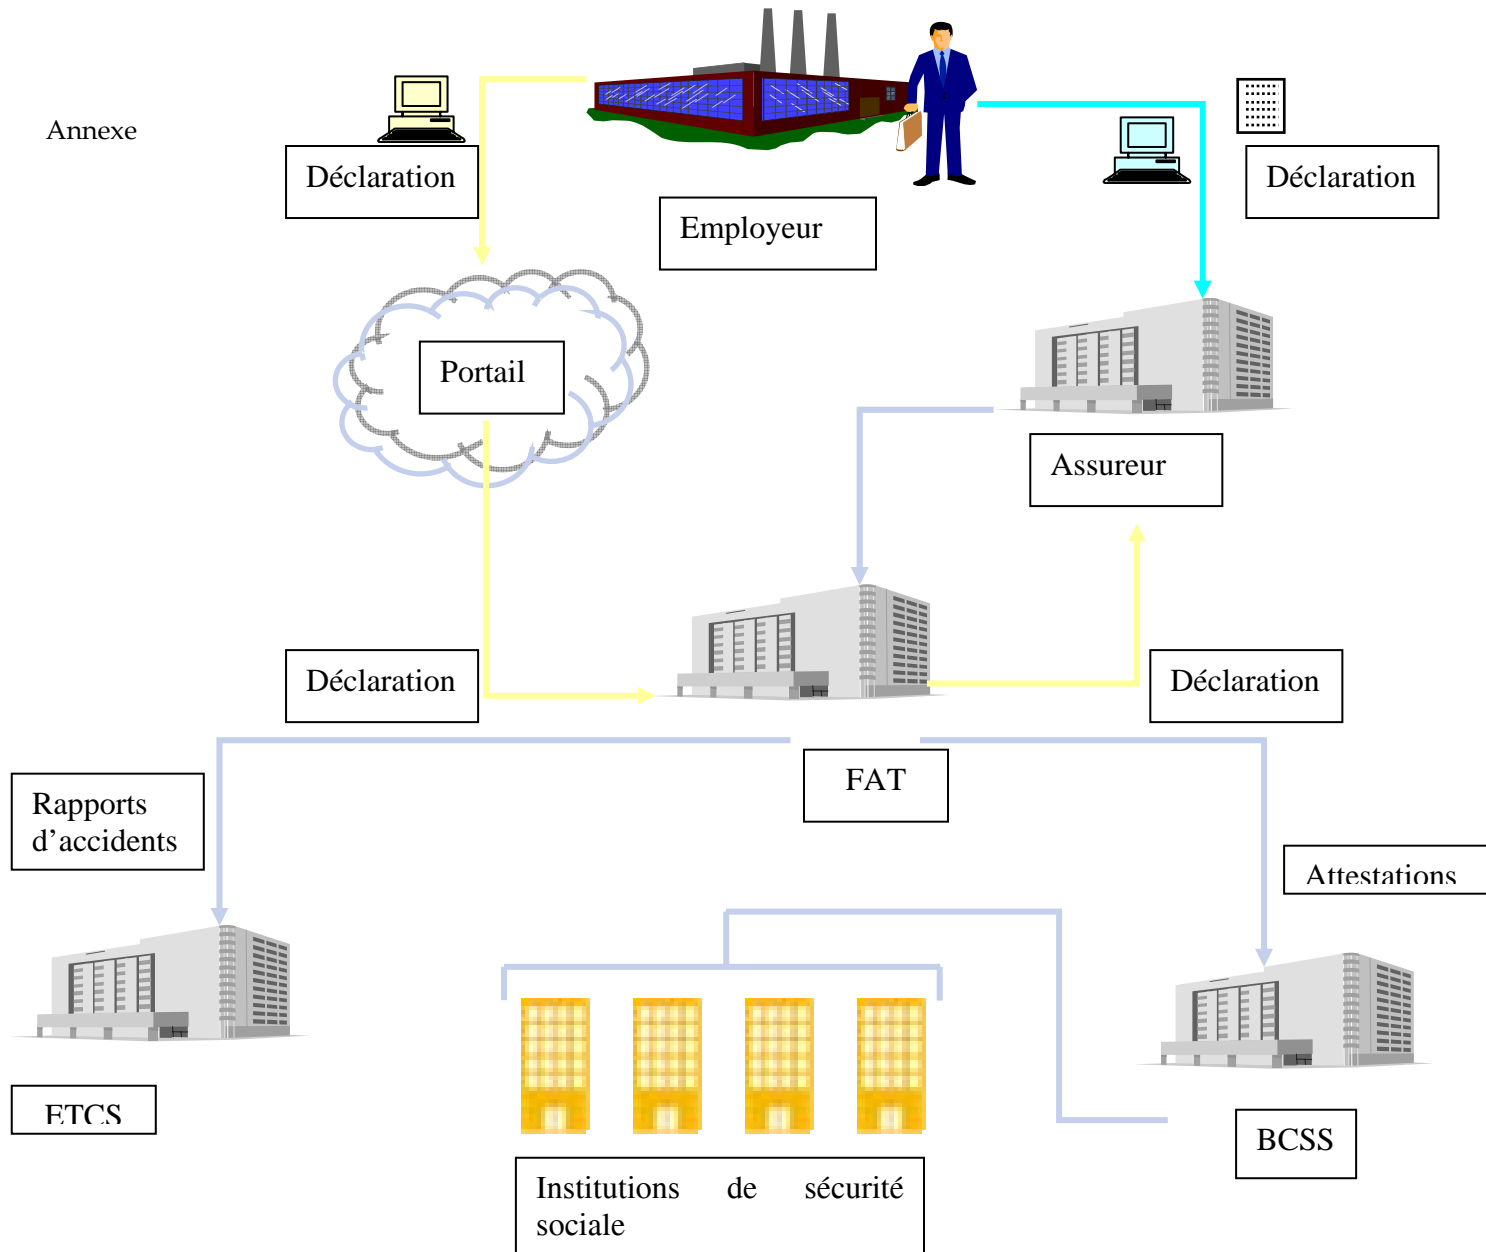 Annexe
Déclaration
Déclaration
Employeur
Portail
Assureur
Déclaration
Déclaration
FAT
Rapports
d’accidents
Attestations
ETCS
BCSS
Institutions de sécurité
sociale